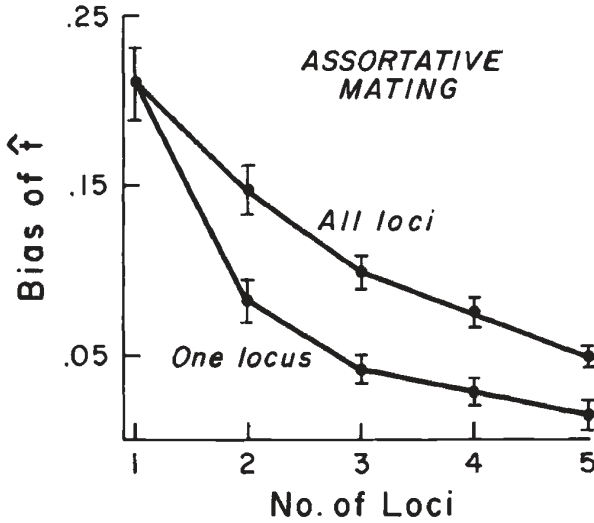 .25
ASSORTATIVE
MATING
Bias of t̂
.15
All loci
.05
One locus
1 2 3 4 5
No. of Loci